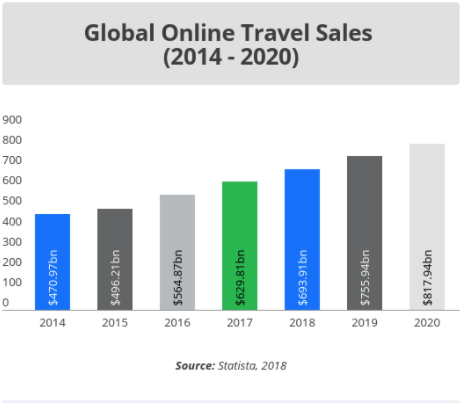 Global Online Travel Sales
(2014 - 2020)
900
800
700
600
500
400
300
200
100
0
$470.97bn
$496.21bn
$564.87bn
$629.81bn
$693.91bn
$755.94bn
$817.94bn
2014 2015 2016 2017 2018 2019 2020
Source: Statista, 2018